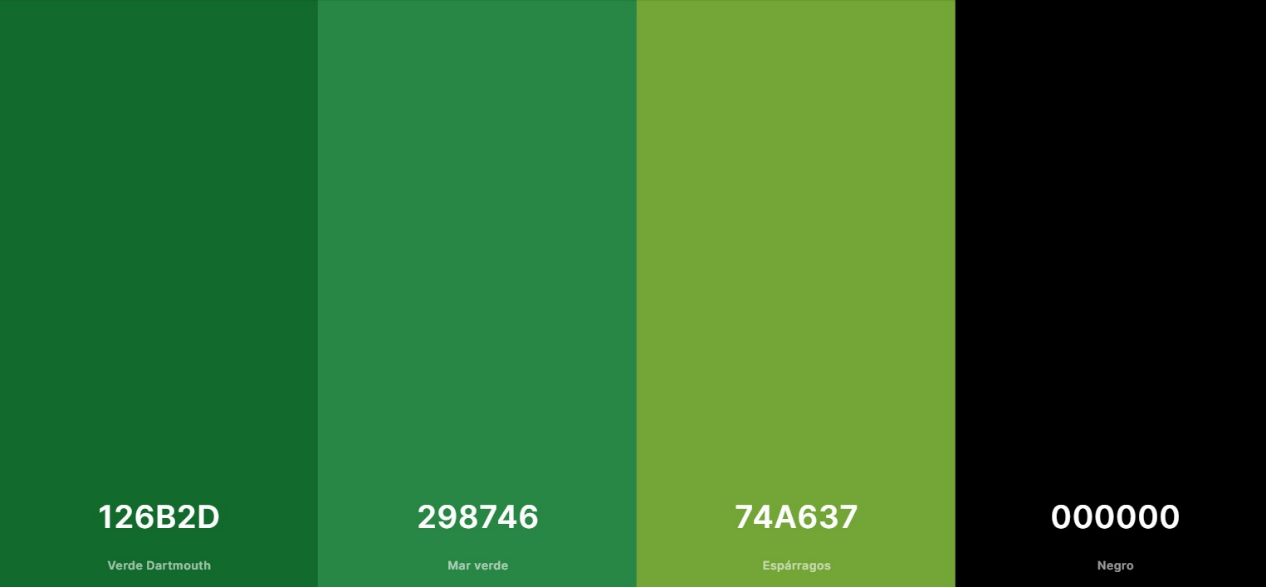 126B2D
298746
74A637
000000
Verde Dartmouth
Mar verde
Espárragos
Negro